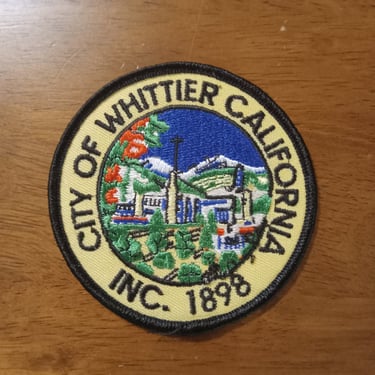 CITY OF WHITTIER CALIFORNIA
INC. 1898